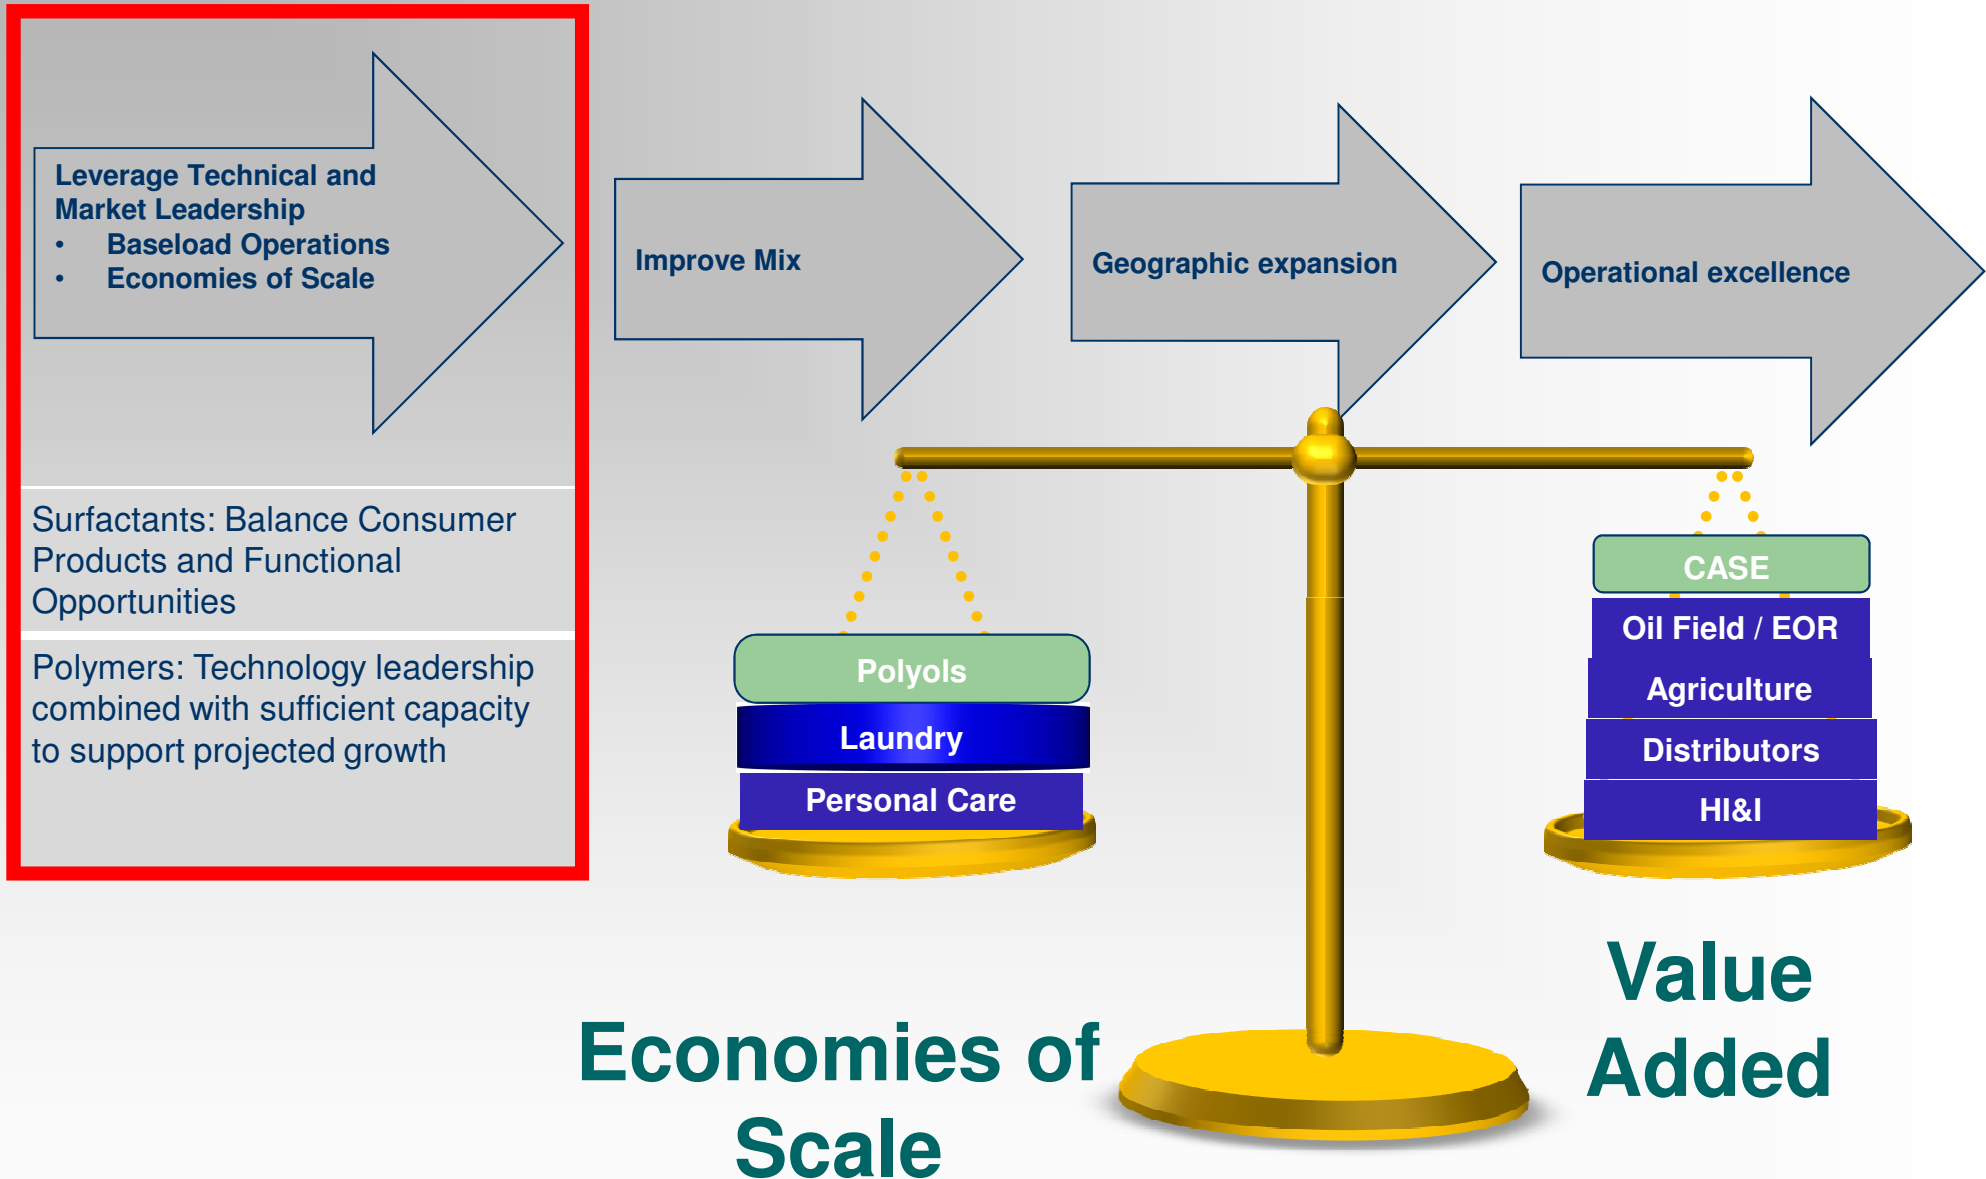 Leverage Technical and
Market Leadership
• Baseload Operations
• Economies of Scale
Improve Mix
Geographic expansion
Operational excellence
Surfactants: Balance Consumer
Products and Functional
Opportunities
Polymers: Technology leadership
combined with sufficient capacity
to support projected growth
Polyols
Laundry
Personal Care
CASE
Oil Field / EOR
Agriculture
Distributors
HI&I
Economies of
Scale
Value
Added